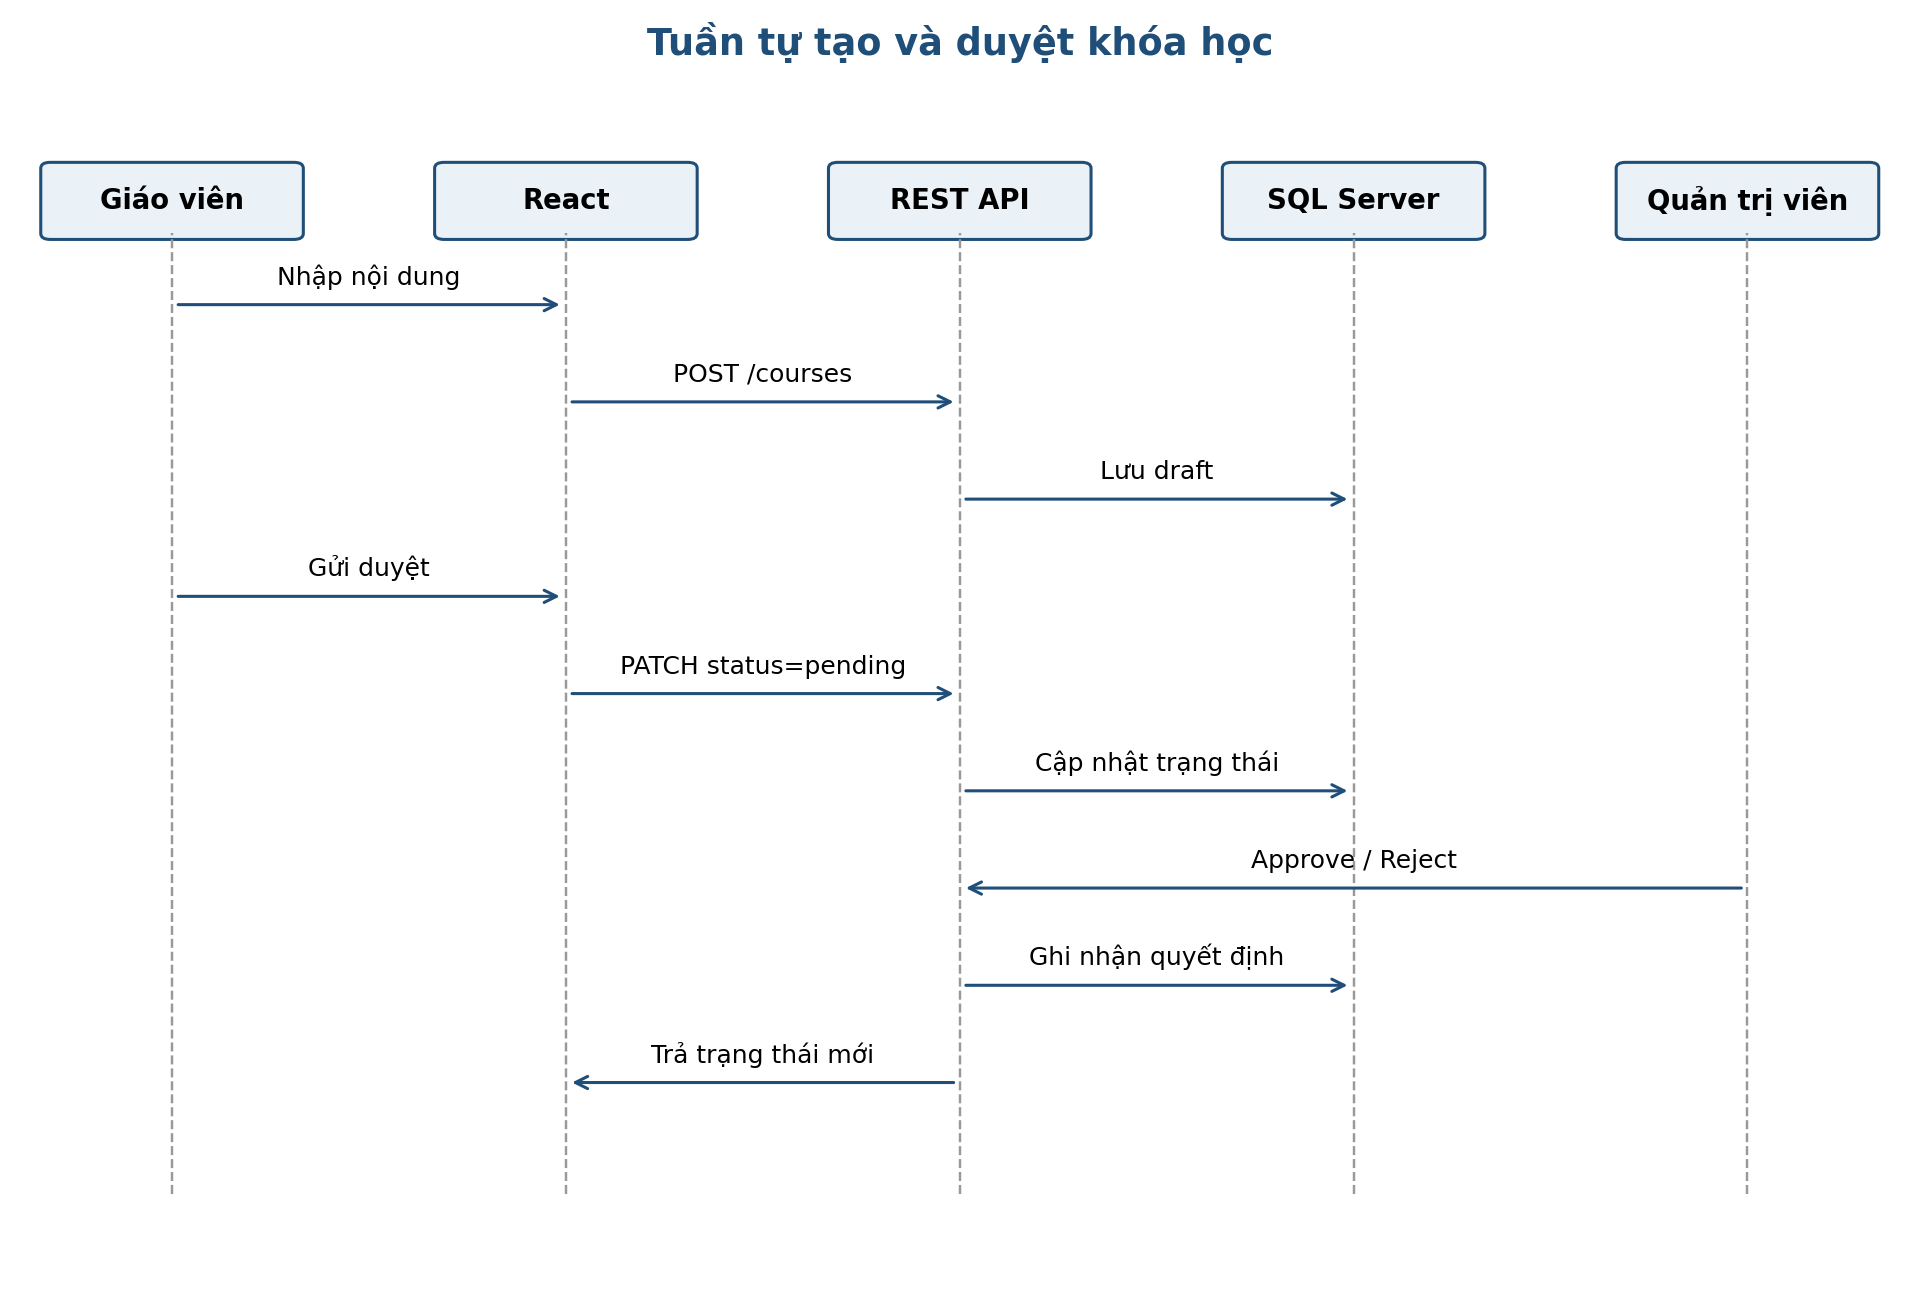 Tuần tự tạo và duyệt khóa học
Giáo viên
React
REST API
SQL Server
Quản trị viên
Nhập nội dung
POST /courses
Lưu draft
Gửi duyệt
PATCH status=pending
Cập nhật trạng thái
Approve / Reject
Ghi nhận quyết định
Trả trạng thái mới